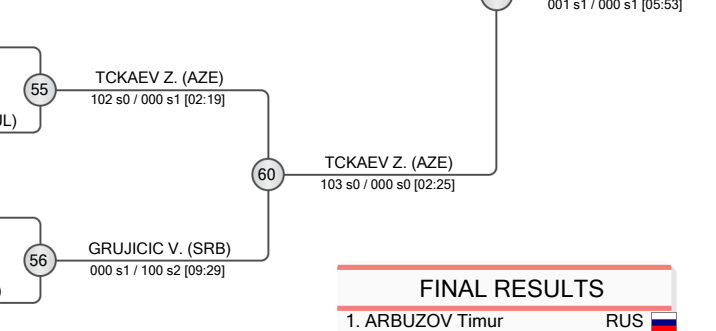 001 s1 / 000 s1 [05:53]
TCKAEV Z. (AZE)
55
102 s0 / 000 s1 [02:19]
TCKAEV Z. (AZE)
60
103 s0 / 000 s0 [02:25]
GRUJICIC V. (SRB)
56
000 s1 / 100 s2 [09:29]
FINAL RESULTS
1. ARBUZOV Timur RUS